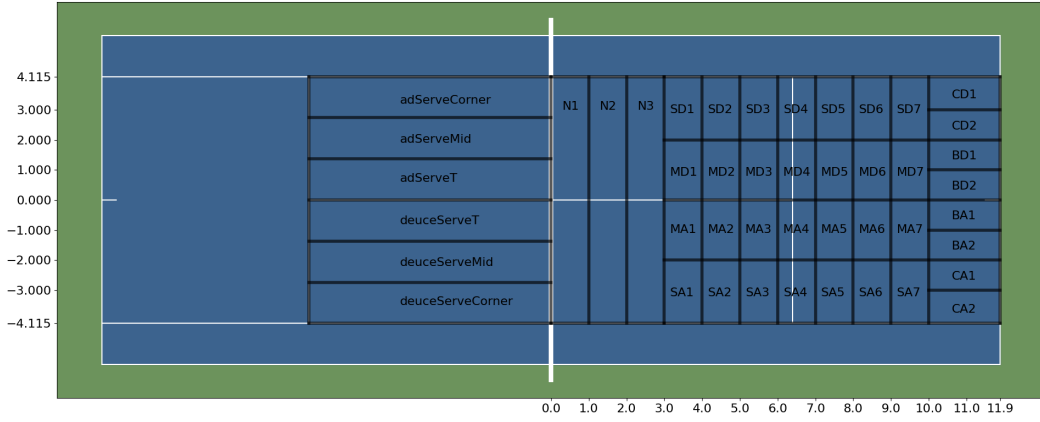 4.115
3.000
2.000
1.000
0.000
−1.000
−2.000
−3.000
−4.115
adServeCorner
adServeMid
adServeT
deuceServeT
deuceServeMid
deuceServeCorner
N1 N2 N3 SD1 SD2 SD3 SD4 SD5 SD6 SD7
MD1 MD2 MD3 MD4 MD5 MD6 MD7
MA1 MA2 MA3 MA4 MA5 MA6 MA7
SA1 SA2 SA3 SA4 SA5 SA6 SA7
CD1
CD2
BD1
BD2
BA1
BA2
CA1
CA2
0.0 1.0 2.0 3.0 4.0 5.0 6.0 7.0 8.0 9.0 10.0 11.0 11.9